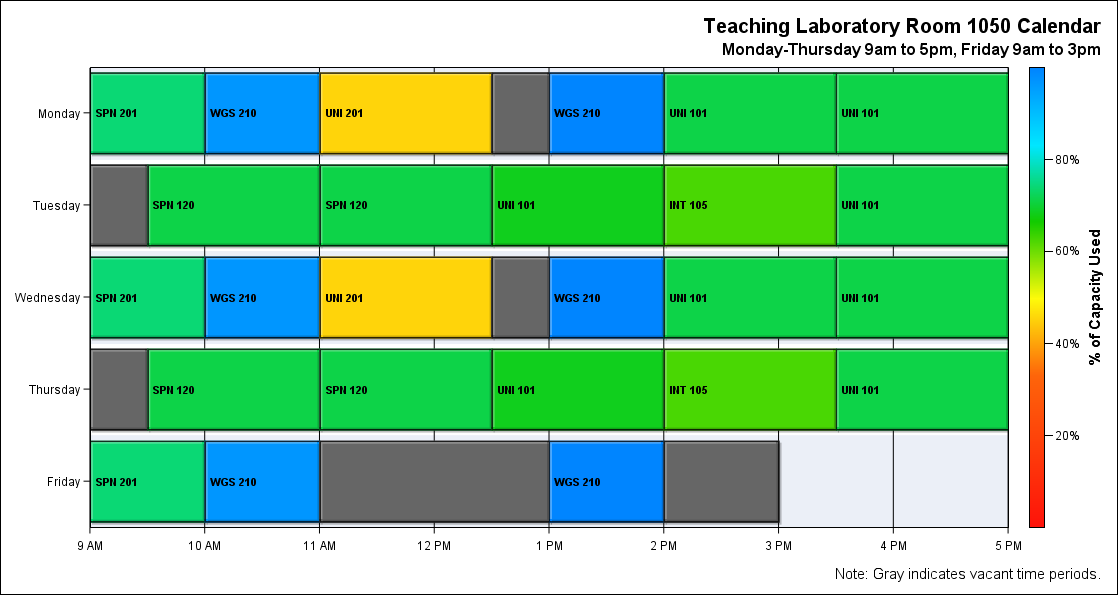 Teaching Laboratory Room 1050 Calendar
Monday-Thursday 9am to 5pm, Friday 9am to 3pm
Monday
SPN 201
WGS 210
UNI 201
WGS 210
UNI 101
UNI 101
Tuesday
SPN 120
SPN 120
UNI 101
INT 105
UNI 101
Wednesday
SPN 201
WGS 210
UNI 201
WGS 210
UNI 101
UNI 101
Thursday
SPN 120
SPN 120
UNI 101
INT 105
UNI 101
Friday
SPN 201
WGS 210
WGS 210
9 AM
10 AM
11 AM
12 PM
1 PM
2 PM
3 PM
4 PM
5 PM
80%
60%
40%
20%
% of Capacity Used
Note: Gray indicates vacant time periods.